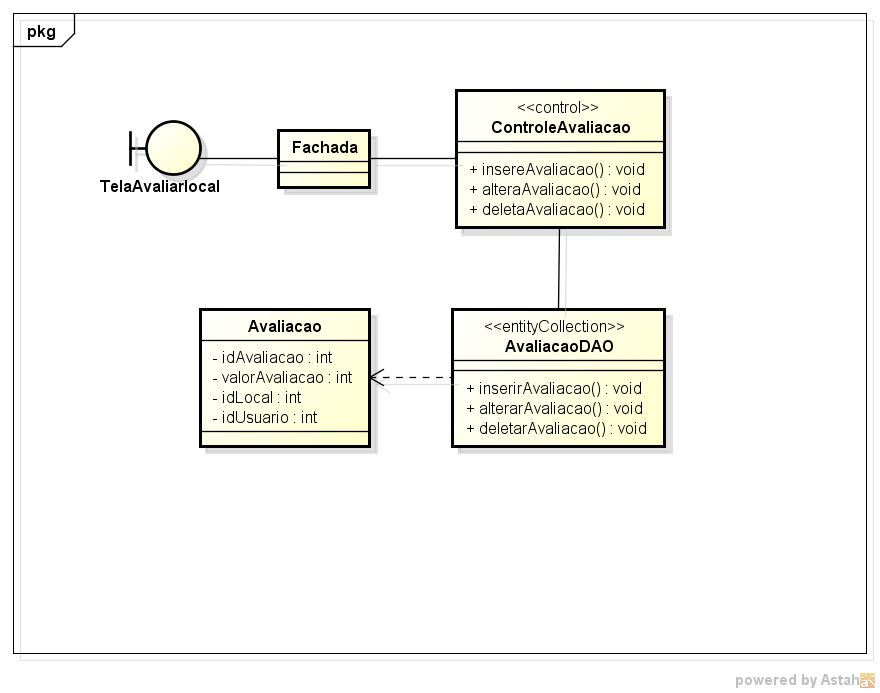 pkg
TelaAvaliarlocal
Fachada
<<control>>
ControleAvaliacao
+ insereAvaliacao() : void
+ alteraAvaliacao() : void
+ deletaAvaliacao() : void
Avaliacao
- idAvaliacao : int
- valorAvaliacao : int
- idLocal : int
- idUsuario : int
<<entityCollection>>
AvaliacaoDAO
+ inserirAvaliacao() : void
+ alterarAvaliacao() : void
+ deletarAvaliacao() : void
powered by Astah